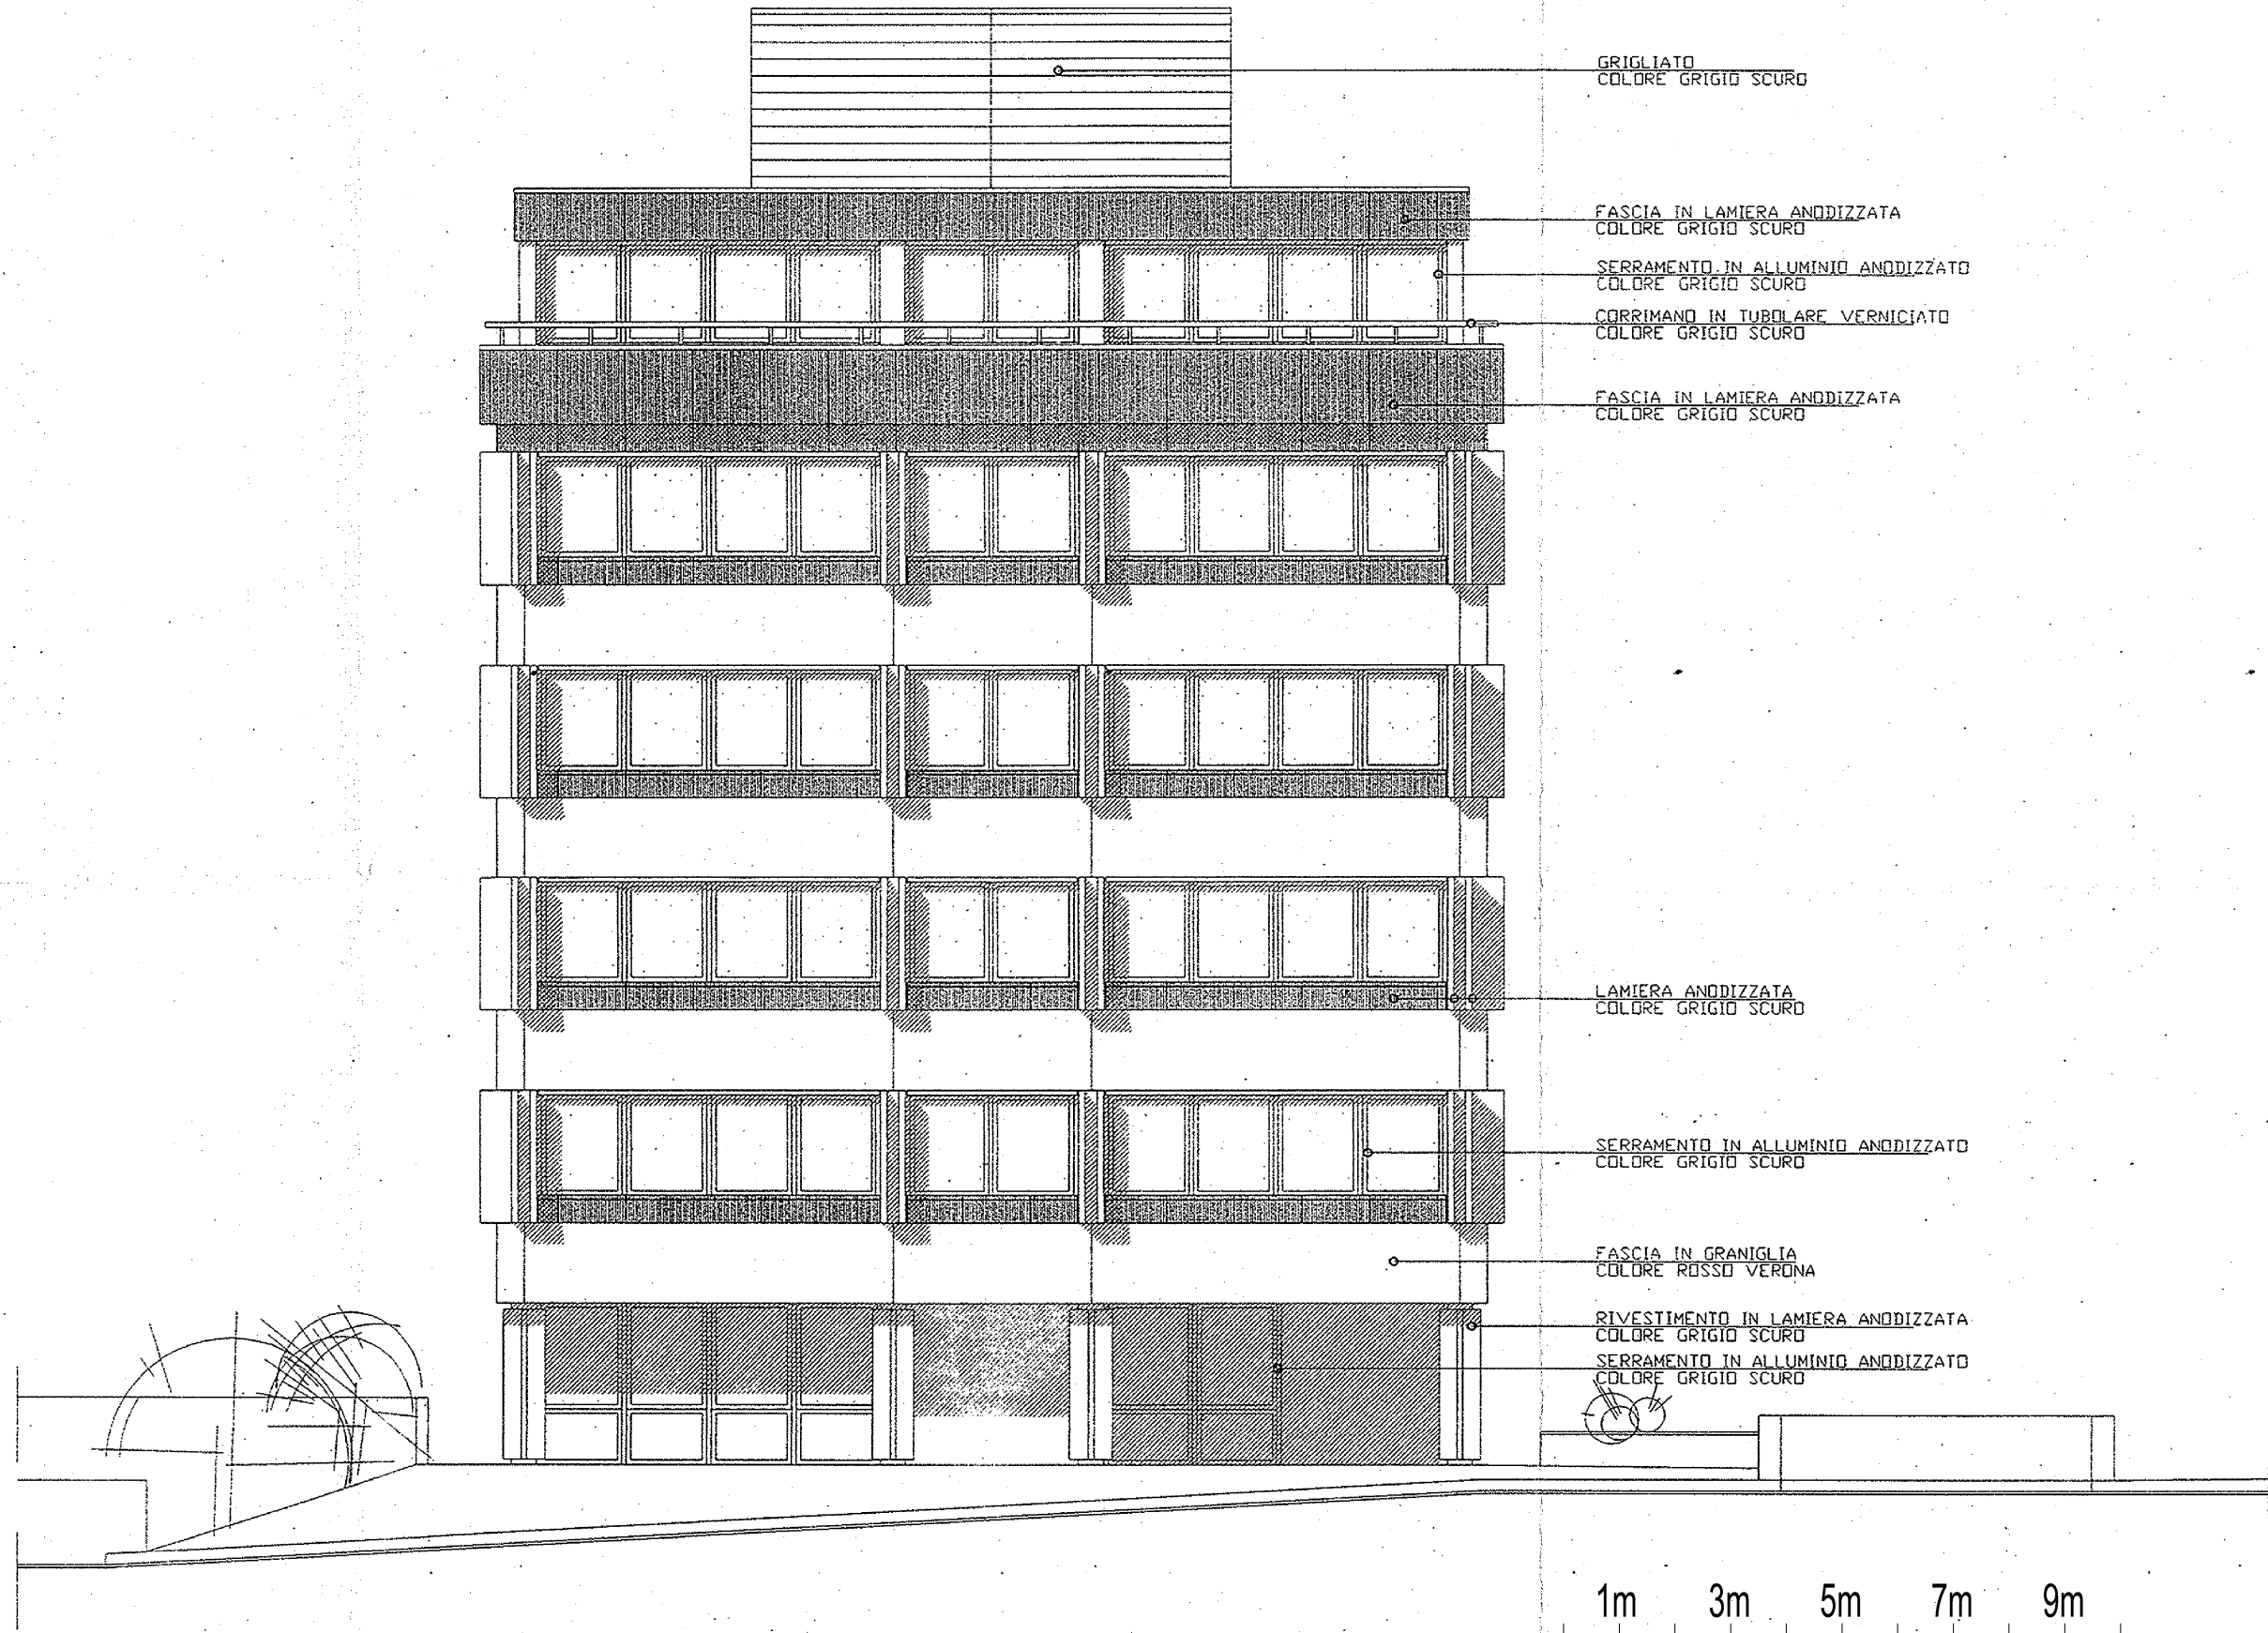 GRIGLIATO
COLORE GRIGIO SCURO
FASCIA IN LAMIERA ANODIZZATA
COLORE GRIGIO SCURO
SERRAMENTO IN ALLUMINIO ANODIZZATO
COLORE GRIGIO SCURO
CORRIMANO IN TUBOLARE VERNICIATO
COLORE GRIGIO SCURO
FASCIA IN LAMIERA ANODIZZATA
COLORE GRIGIO SCURO
LAMIERA ANODIZZATA
COLORE GRIGIO SCURO
SERRAMENTO IN ALLUMINIO ANODIZZATO
COLORE GRIGIO SCURO
FASCIA IN GRANIGLIA
COLORE ROSSO VERONA
RIVESTIMENTO IN LAMIERA ANODIZZATA
COLORE GRIGIO SCURO
SERRAMENTO IN ALLUMINIO ANODIZZATO
COLORE GRIGIO SCURO
1m 3m 5m 7m 9m